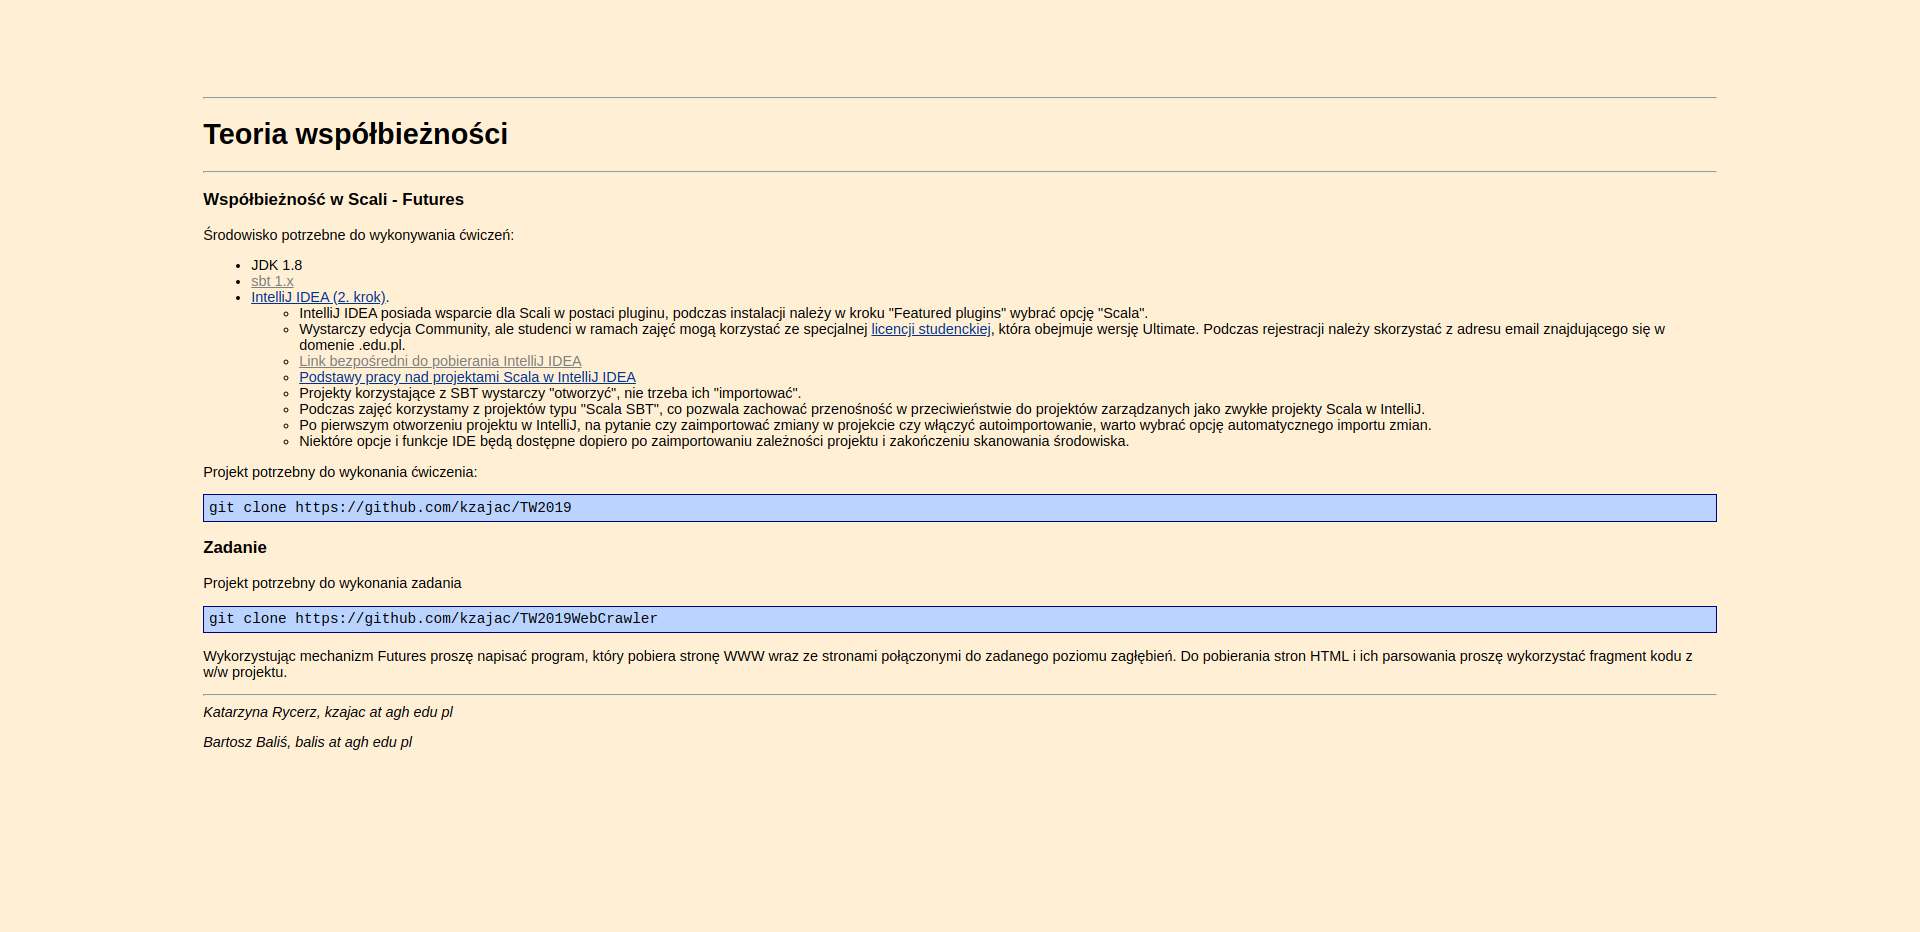 Teoria współbieżności
Współbieżność w Scali - Futures
Środowisko potrzebne do wykonywania ćwiczeń:
JDK 1.8
sbt 1.x
IntelliJ IDEA (2. krok).
IntelliJ IDEA posiada wsparcie dla Scali w postaci pluginu, podczas instalacji należy w kroku "Featured plugins" wybrać opcję "Scala".
Wystarczy edycja Community, ale studenci w ramach zajęć mogą korzystać ze specjalnej licencji studenckiej, która obejmuje wersję Ultimate. Podczas rejestracji należy skorzystać z adresu email znajdującego się w
domenie .edu.pl.
Link bezpośredni do pobierania IntelliJ IDEA
Podstawy pracy nad projektami Scala w IntelliJ IDEA
Projekty korzystające z SBT wystarczy "otworzyć", nie trzeba ich "importować".
Podczas zajęć korzystamy z projektów typu "Scala SBT", co pozwala zachować przenośność w przeciwieństwie do projektów zarządzanych jako zwykłe projekty Scala w IntelliJ.
Po pierwszym otworzeniu projektu w IntelliJ, na pytanie czy zaimportować zmiany w projekcie czy włączyć autoimportowanie, warto wybrać opcję automatycznego importu zmian.
Niektóre opcje i funkcje IDE będą dostępne dopiero po zaimportowaniu zależności projektu i zakończeniu skanowania środowiska.
Projekt potrzebny do wykonania ćwiczenia:
git clone https://github.com/kzajac/TW2019
Zadanie
Projekt potrzebny do wykonania zadania
git clone https://github.com/kzajac/TW2019WebCrawler
Wykorzystując mechanizm Futures proszę napisać program, który pobiera stronę WWW wraz ze stronami połączonymi do zadanego poziomu zagłębień. Do pobierania stron HTML i ich parsowania proszę wykorzystać fragment kodu z
w/w projektu.
Katarzyna Rycerz, kzajac at agh edu pl
Bartosz Baliś, balis at agh edu pl